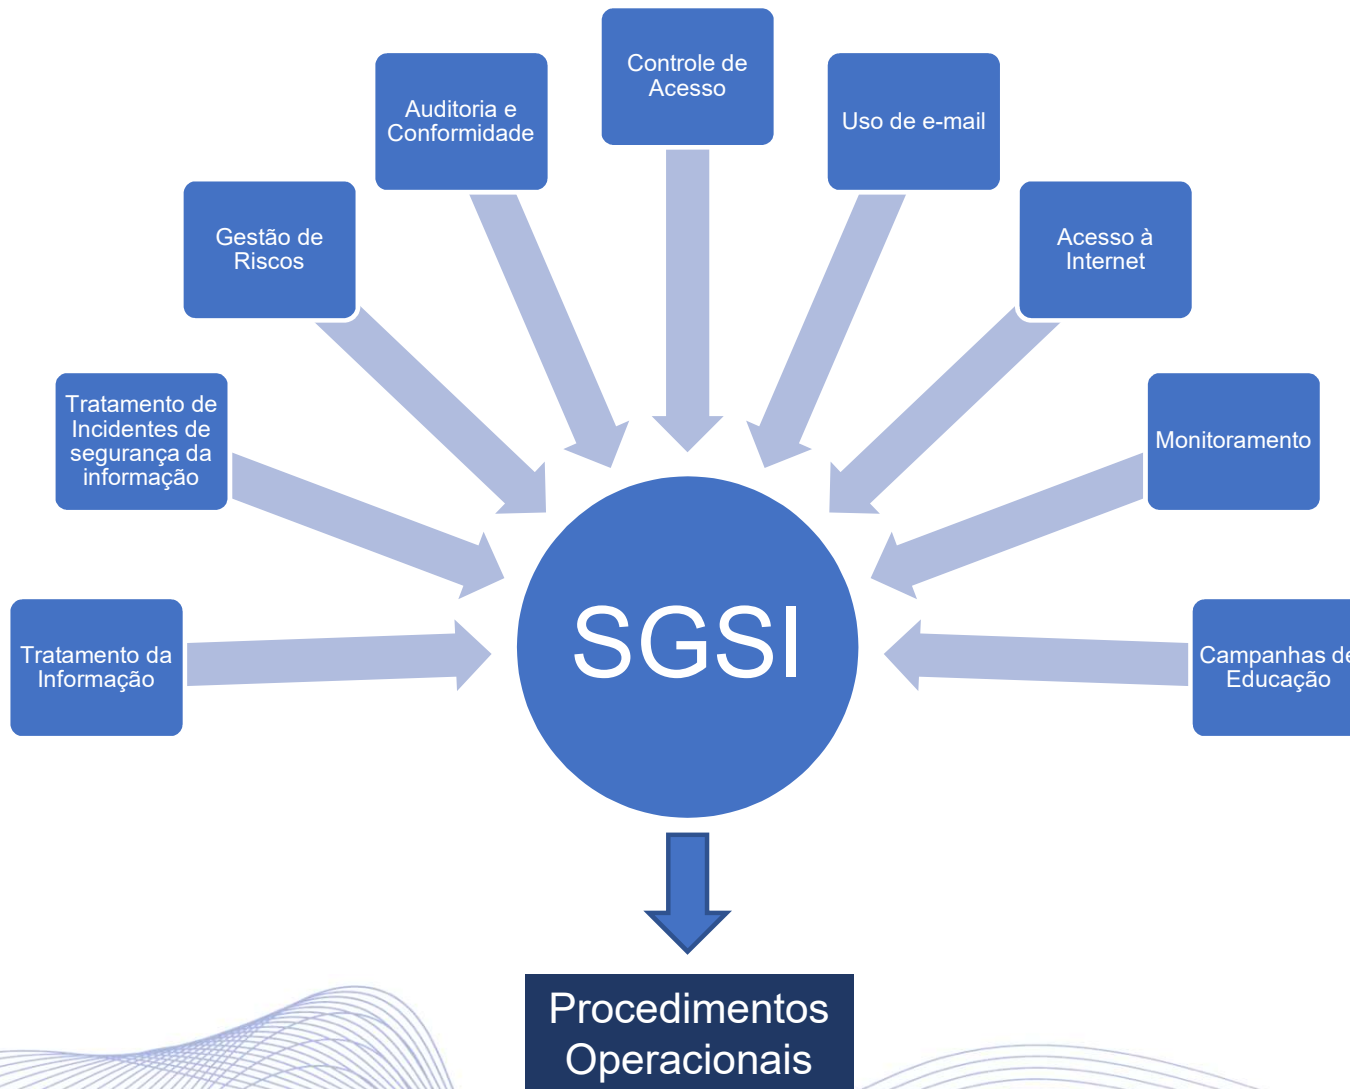 Controle de
Acesso
Auditoria e
Conformidade
Uso de e-mail
Gestão de
Riscos
Acesso à
Internet
Tratamento de
Incidentes de
segurança da
informação
Monitoramento
Tratamento da
Informação
SGSI
Campanhas de
Educação
Procedimentos
Operacionais